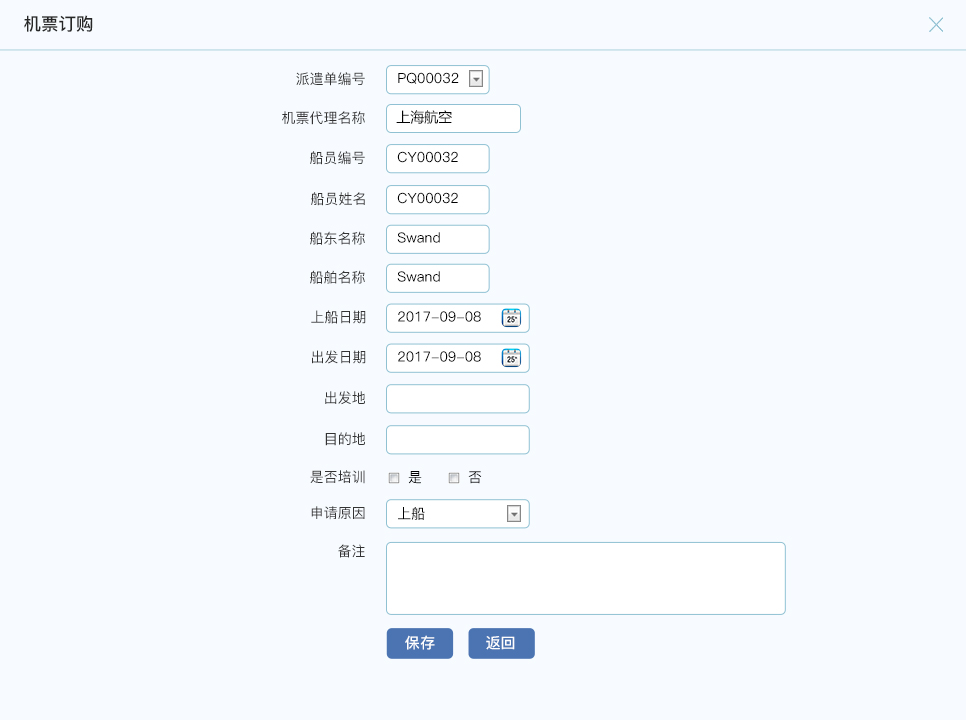 机票订购
派遣单编号 PQ00032
机票代理名称 上海航空
船员编号 CY00032
船员姓名 CY00032
船东名称 Swand
船舶名称 Swand
上船日期 2017-09-08 25
出发日期 2017-09-08 25
出发地
目的地
是否培训 是 否
申请原因 上船
备注
保存 返回